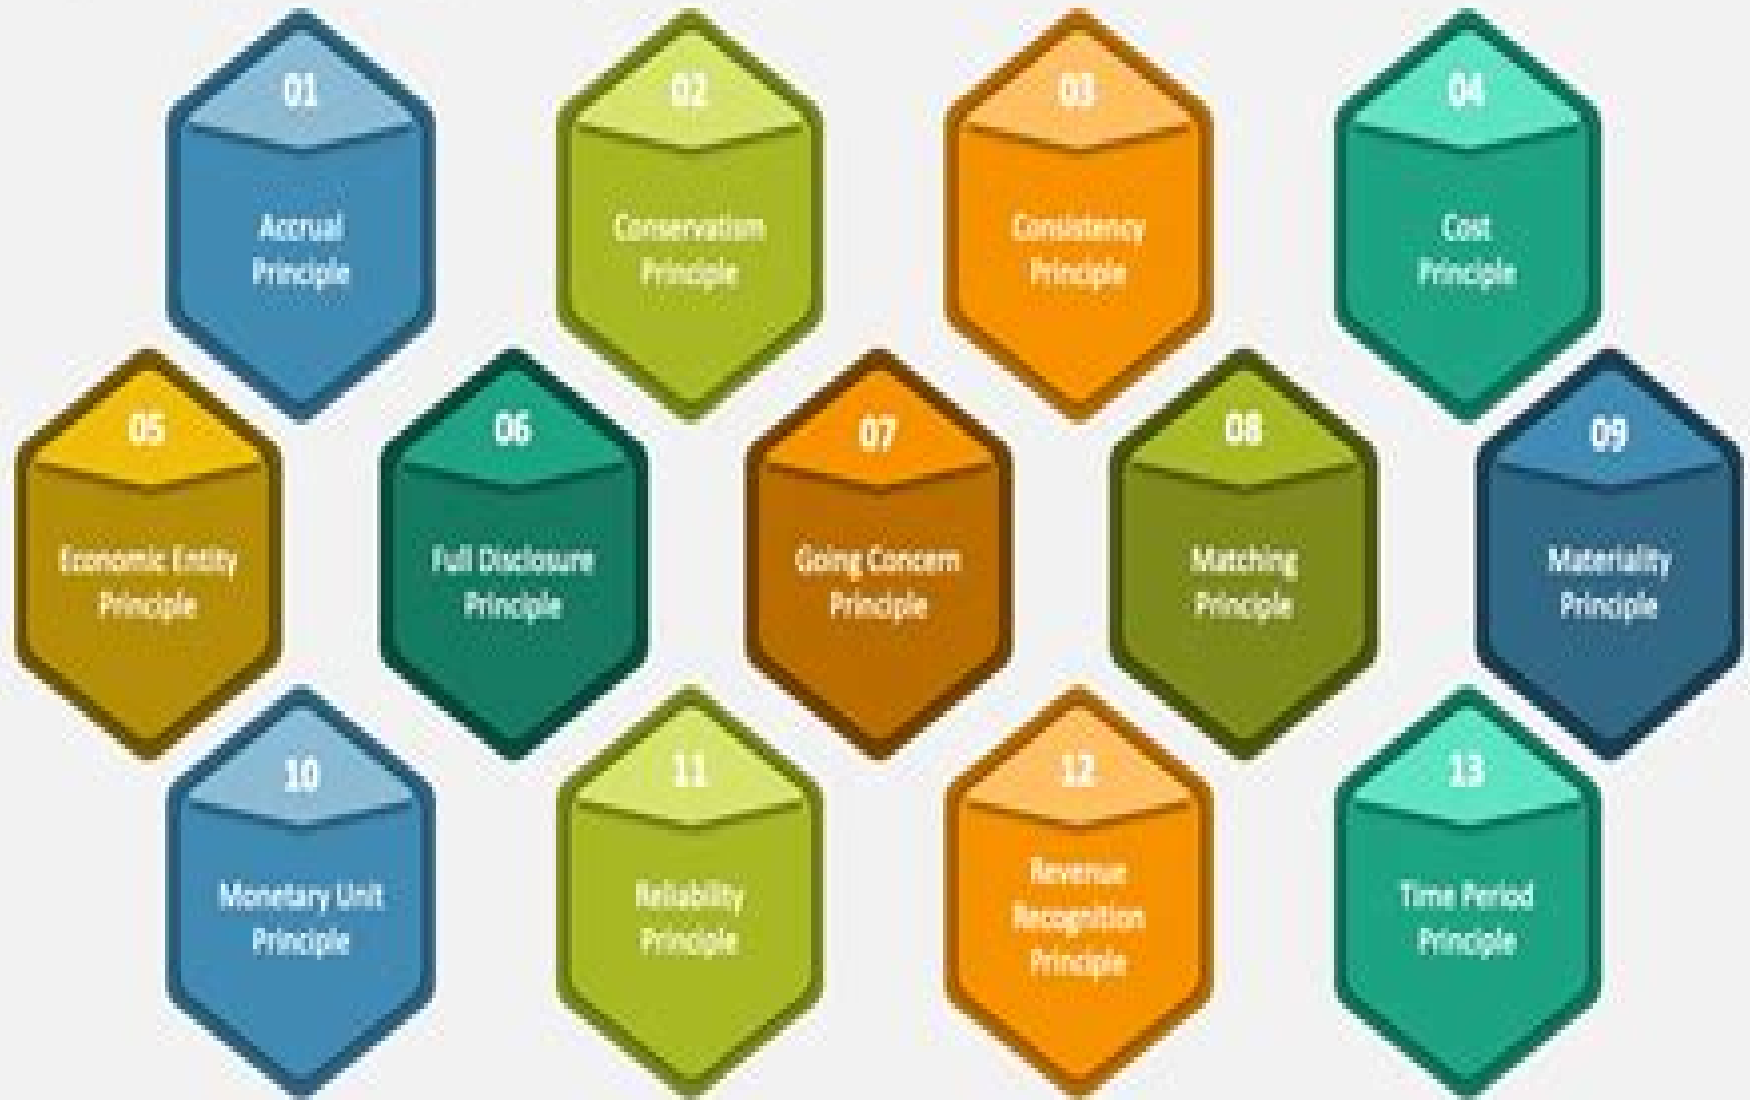 01
Accrual
Principle
02
Conservatism
Principle
03
Consistency
Principle
04
Cost
Principle
05
Economic Entity
Principle
06
Full Disclosure
Principle
07
Going Concern
Principle
08
Matching
Principle
09
Materiality
Principle
10
Monetary Unit
Principle
11
Reliability
Principle
12
Revenue
Recognition
Principle
13
Time Period
Principle